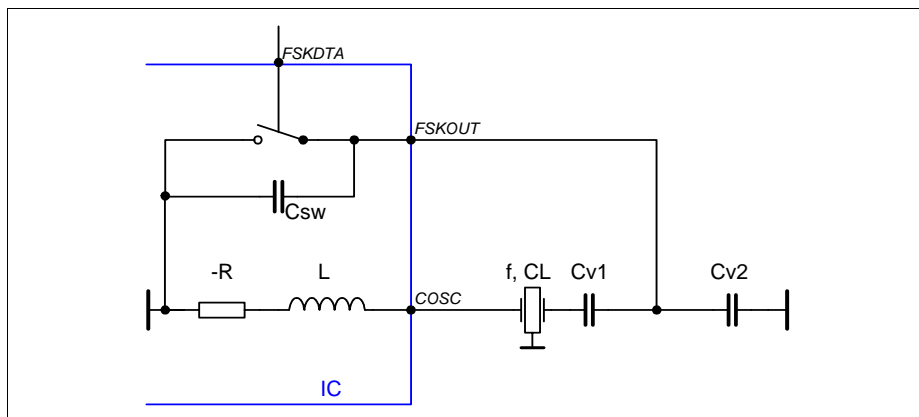 FSKDTA
FSKOUT
Csw
-R L COSC f, CL Cv1 Cv2
IC